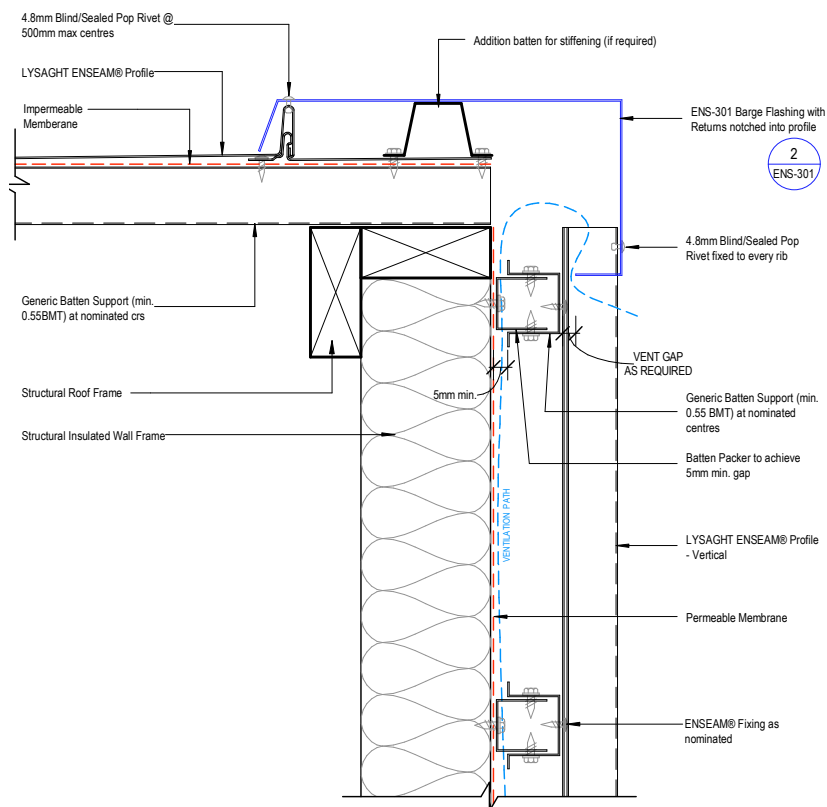 4.8mm Blind/Sealed Pop Rivet @
500mm max centres
LYSAGHT ENSEAM® Profile
Impermeable
Memberane
Addition batten for stiffening (if required)
ENS-301 Barge Flashing with
Returns notched into profile
2
ENS-301
4.8mm Blind/Sealed Pop
Rivet fixed to every rib
Generic Batten Support (min.
0.55BMT) at nominated crs
VENT GAP
AS REQUIRED
Structural Roof Frame
5mm min.
Generic Batten Support (min.
0.55 BMT) at nominated
centres
Structural Insulated Wall Frame
Batten Packer to achieve
5mm min. gap
VENTILATION PATH
LYSAGHT ENSEAM® Profile
- Vertical
Permeable Membrane
ENSEAM® Fixing as
nominated